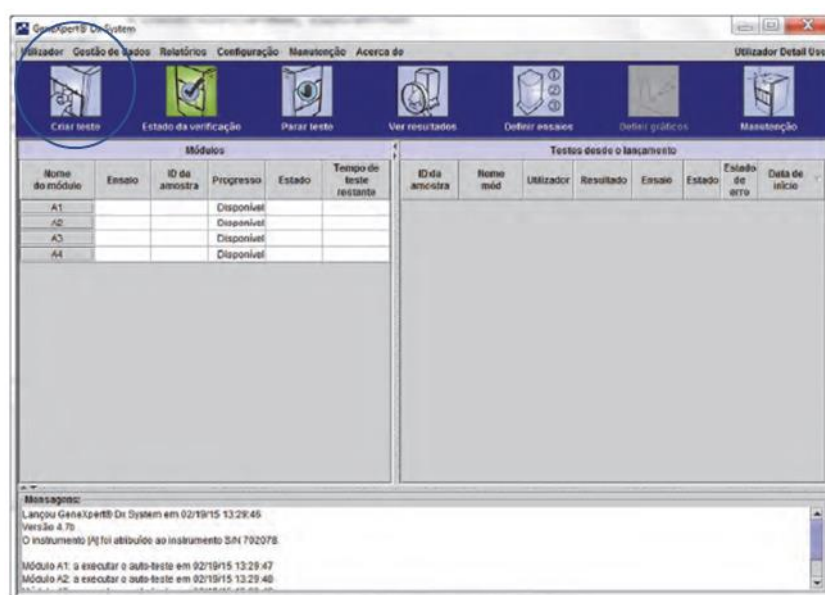 GeneXpert® Dx System
Utilizador Gestão de dados Relatórios Configuração Manutenção Acerca de Utilizador Detail User
Criar teste Estado da verificação Parar teste Ver resultados Definir ensaios Definir gráficos Manutenção
Módulos Testes desde o lançamento
Nome do módulo Ensaio ID da amostra Progresso Estado Tempo de teste restante ID da amostra Nome mód Utilizador Resultado Ensaio Estado Estado de erro Data de início
A1 Disponível
A2 Disponível
A3 Disponível
A4 Disponível
Mensagens:
Lançou GeneXpert® Dx System em 02/19/15 13:29:46
Versão 4.7b
O instrumento [A] foi atribuído ao instrumento S/N 702078.
Módulo A1: a executar o auto-teste em 02/19/15 13:29:47
Módulo A2: a executar o auto-teste em 02/19/15 13:29:48